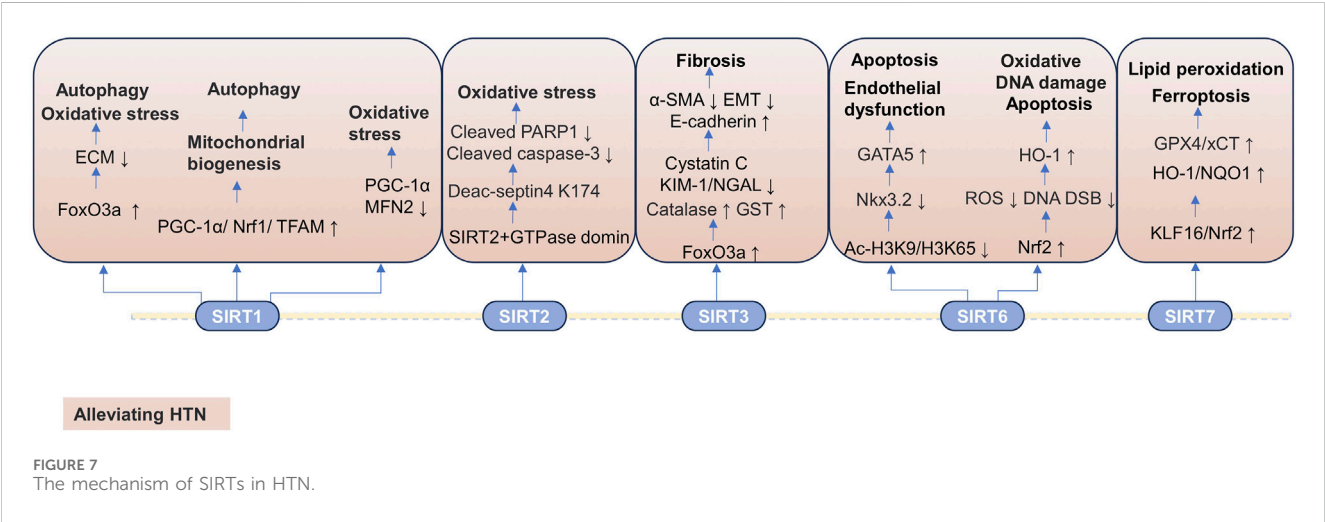 Autophagy
Oxidative stress
ECM ↓
FoxO3a ↑
Autophagy
Mitochondrial
biogenesis
PGC-1α/ Nrf1/ TFAM ↑
Oxidative
stress
PGC-1α
MFN2 ↓
SIRT1
Oxidative stress
Cleaved PARP1 ↓
Cleaved caspase-3 ↓
Deac-septin4 K174
SIRT2+GTPase domin
SIRT2
Fibrosis
α-SMA ↓ EMT ↓
E-cadherin ↑
Cystatin C
KIM-1/NGAL ↓
Catalase ↑ GST ↑
FoxO3a ↑
SIRT3
Apoptosis
Endothelial
dysfunction
GATA5 ↑
Nkx3.2 ↓
Ac-H3K9/H3K65 ↓
Oxidative
DNA damage
Apoptosis
HO-1 ↑
ROS ↓ DNA DSB ↓
Nrf2 ↑
SIRT6
Lipid peroxidation
Ferroptosis
GPX4/xCT ↑
HO-1/NQO1 ↑
KLF16/Nrf2 ↑
SIRT7
Alleviating HTN
FIGURE 7
The mechanism of SIRTs in HTN.